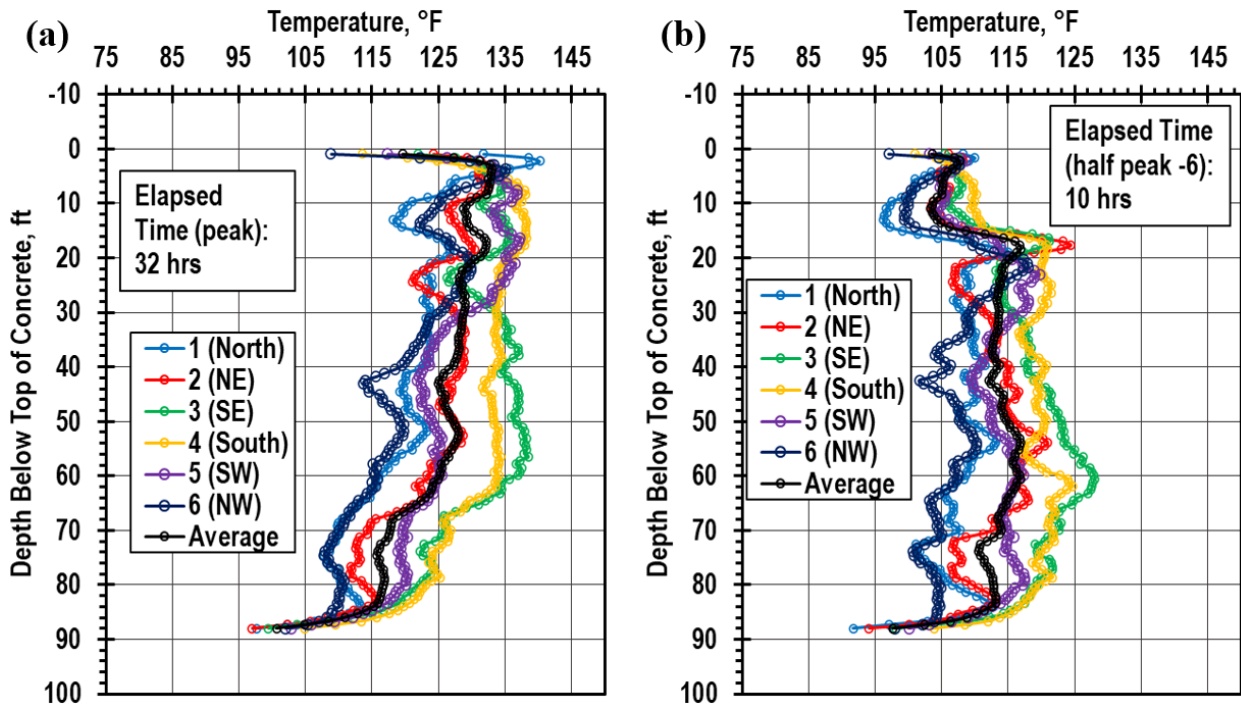 (a)
Temperature, °F
75 85 95 105 115 125 135 145
Depth Below Top of Concrete, ft
-10
0
10
20
30
40
50
60
70
80
90
100
Elapsed
Time (peak):
32 hrs
1 (North)
2 (NE)
3 (SE)
4 (South)
5 (SW)
6 (NW)
Average
(b)
Temperature, °F
75 85 95 105 115 125 135 145
Depth Below Top of Concrete, ft
-10
0
10
20
30
40
50
60
70
80
90
100
Elapsed Time
(half peak -6):
10 hrs
1 (North)
2 (NE)
3 (SE)
4 (South)
5 (SW)
6 (NW)
Average